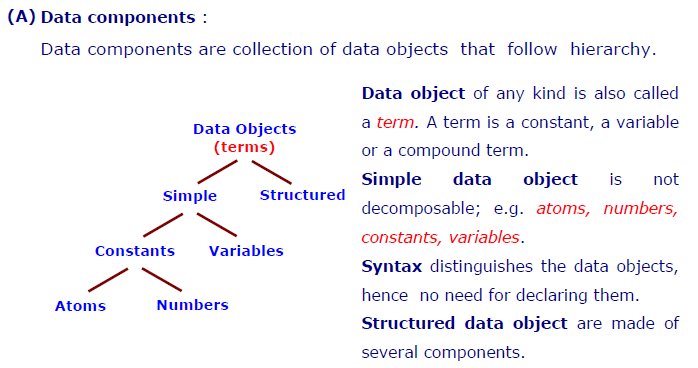 (A) Data components :
Data components are collection of data objects that follow hierarchy.
Data Objects
(terms)
Simple
Structured
Constants
Variables
Atoms
Numbers
Data object of any kind is also called
a term. A term is a constant, a variable
or a compound term.
Simple data object is not
decomposable; e.g. atoms, numbers,
constants, variables.
Syntax distinguishes the data objects,
hence no need for declaring them.
Structured data object are made of
several components.